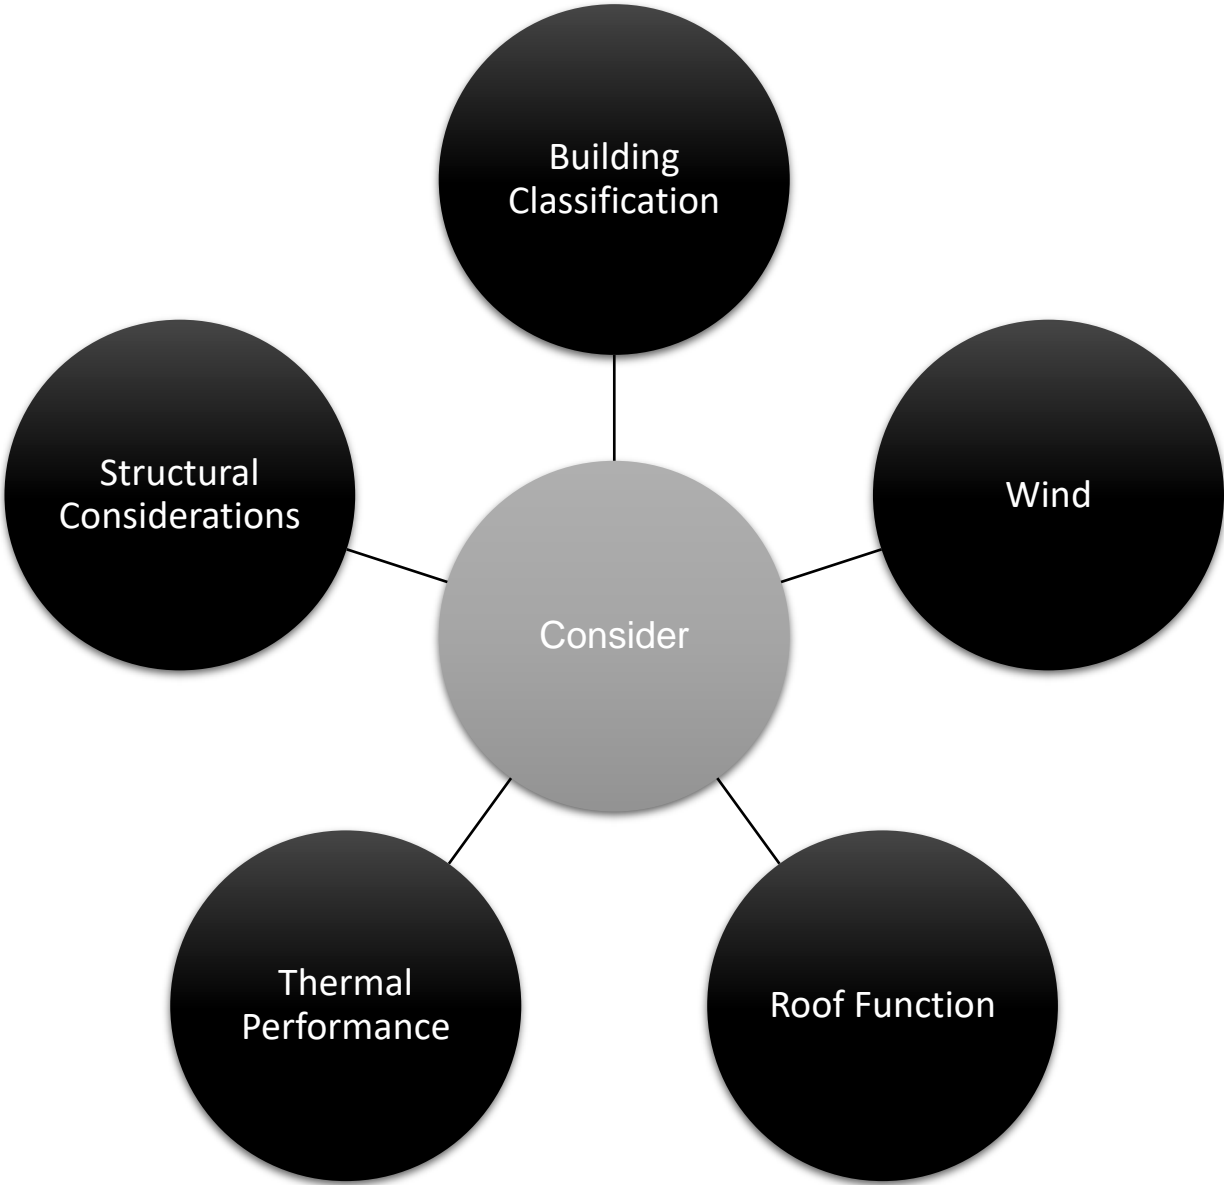 Building
Classification
Structural
Considerations
Wind
Consider
Thermal
Performance
Roof Function